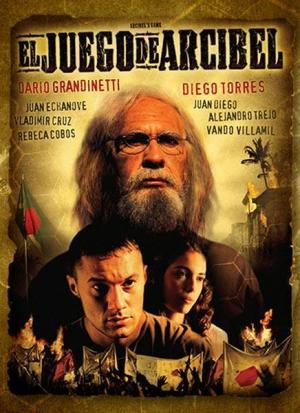 ARCIBEL'S GAME
EL JUEGO DE ARCIBEL
DARIO GRANDINETTI
DIEGO TORRES
JUAN ECHANOVE
VLADIMIR CRUZ
REBECA COBOS
JUAN DIEGO
ALEJANDRO TREJO
VANDO VILLAMIL